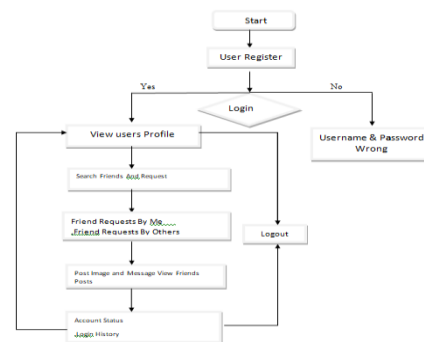 Start
User Register
Yes
No
Login
View users Profile
Username & Password
Wrong
Search Friends And Request
Friend Requests By Me
,Friend Requests By Others
Logout
Post Image and Message View Friends
Posts
Account Status
,Login History